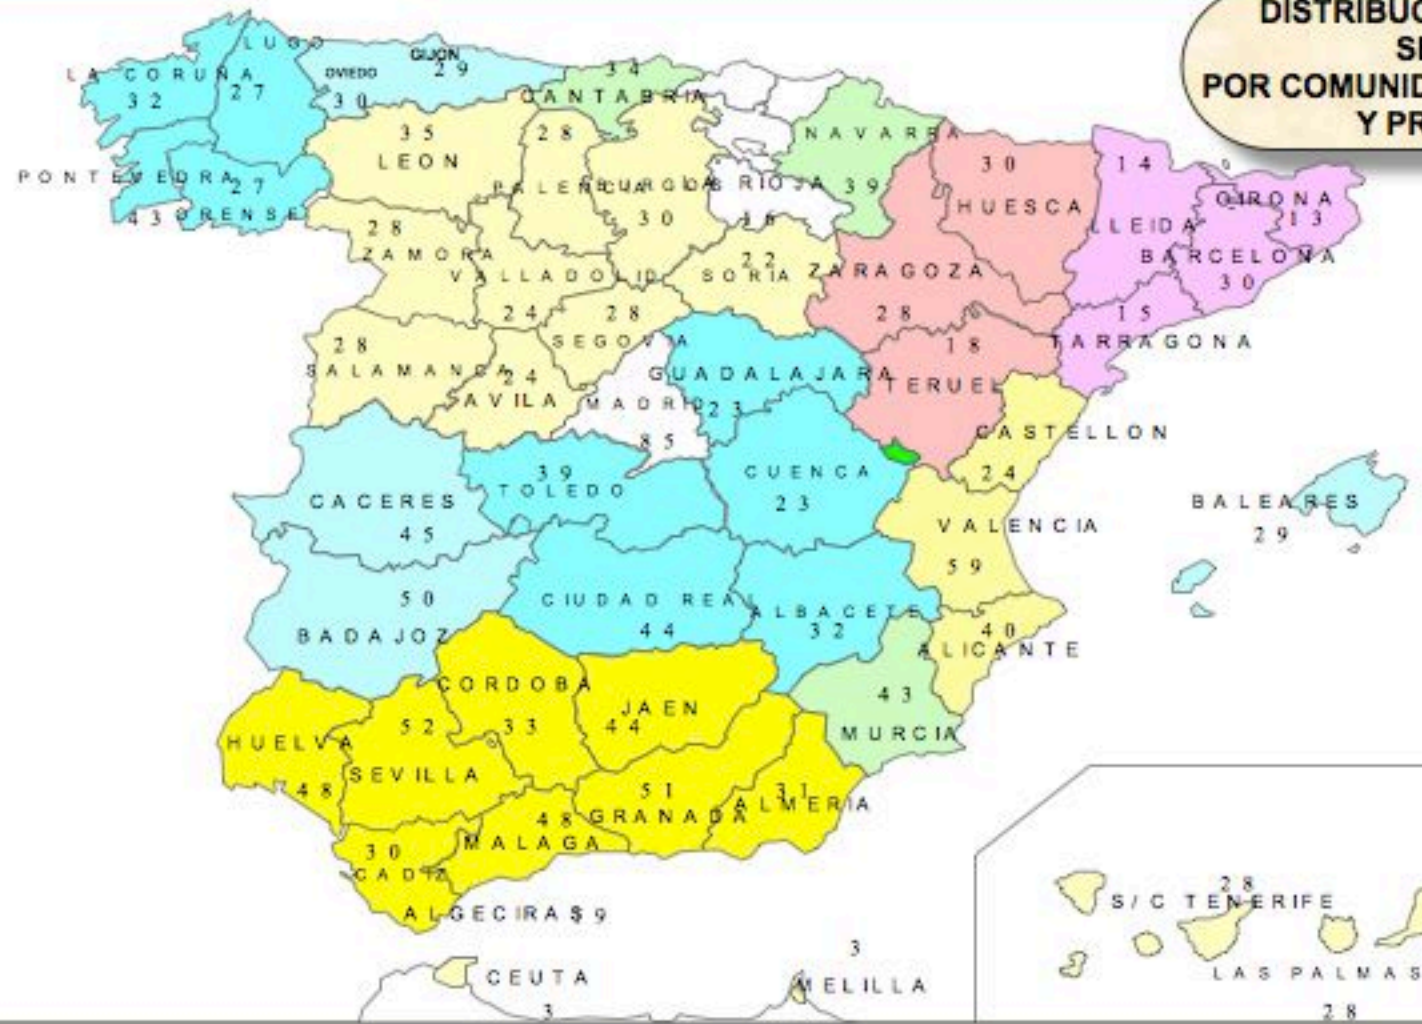 DISTRIBUC
SE
POR COMUNID
Y PR
LUGO
27
LA CORUÑA
32
OVIEDO
30
GIJON
29
34
CANTABRIA
NAVARRA
39
35
LEON
28
PALENCIA
BURGOS
30
RIOJA
16
PONTEVEDRA
43
27
ORENSE
30
HUESCA
14
LLEIDA
GIRONA
13
BARCELONA
30
28
ZAMORA
VALLADOLID
24
22
SORIA
ZARAGOZA
28
15
TARRAGONA
28
SEGOVIA
28
SALAMANCA
24
AVILA
MADRID
85
GUADALAJARA
23
18
TERUEL
CASTELLON
24
CACERES
45
39
TOLEDO
CUENCA
23
VALENCIA
59
BALEARES
29
50
BADAJOZ
CIUDAD REAL
44
ALBACETE
32
40
ALICANTE
43
MURCIA
CORDOBA
33
JAEN
44
HUELVA
48
52
SEVILLA
51
GRANADA
31
ALMERIA
48
MALAGA
30
CADIZ
ALGECIRAS 9
CEUTA
3
3
MELILLA
28
S/C TENERIFE
LAS PALMAS
28